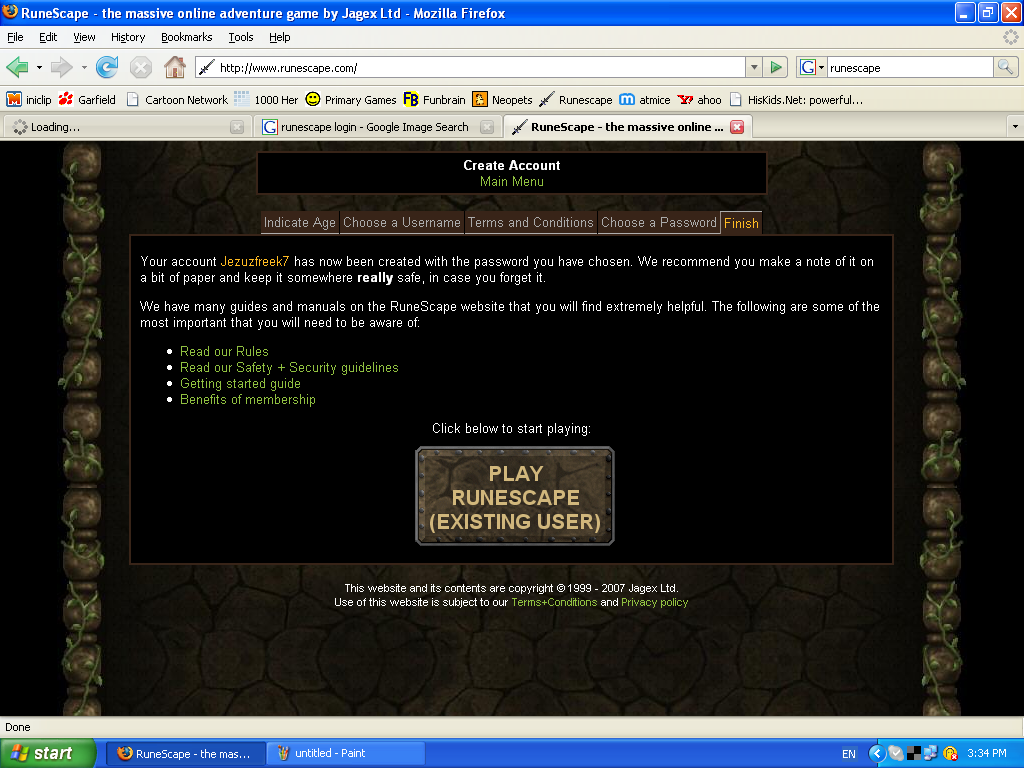 RuneScape - the massive online adventure game by Jagex Ltd - Mozilla Firefox
File Edit View History Bookmarks Tools Help
http://www.runescape.com/ G runescape
iniclip Garfield Cartoon Network 1000 Her Primary Games FB Funbrain Neopets Runescape atmice ahoo HisKids.Net: powerful...
Loading... G runescape login - Google Image Search RuneScape - the massive online ...
Create Account
Main Menu
Indicate Age Choose a Username Terms and Conditions Choose a Password Finish
Your account Jezuzfreek7 has now been created with the password you have chosen. We recommend you make a note of it on
a bit of paper and keep it somewhere really safe, in case you forget it.
We have many guides and manuals on the RuneScape website that you will find extremely helpful. The following are some of the
most important that you will need to be aware of:
Read our Rules
Read our Safety + Security guidelines
Getting started guide
Benefits of membership
Click below to start playing:
PLAY
RUNESCAPE
(EXISTING USER)
This website and its contents are copyright © 1999 - 2007 Jagex Ltd.
Use of this website is subject to our Terms+Conditions and Privacy policy
Done
start RuneScape - the mas... untitled - Paint EN 3:34 PM